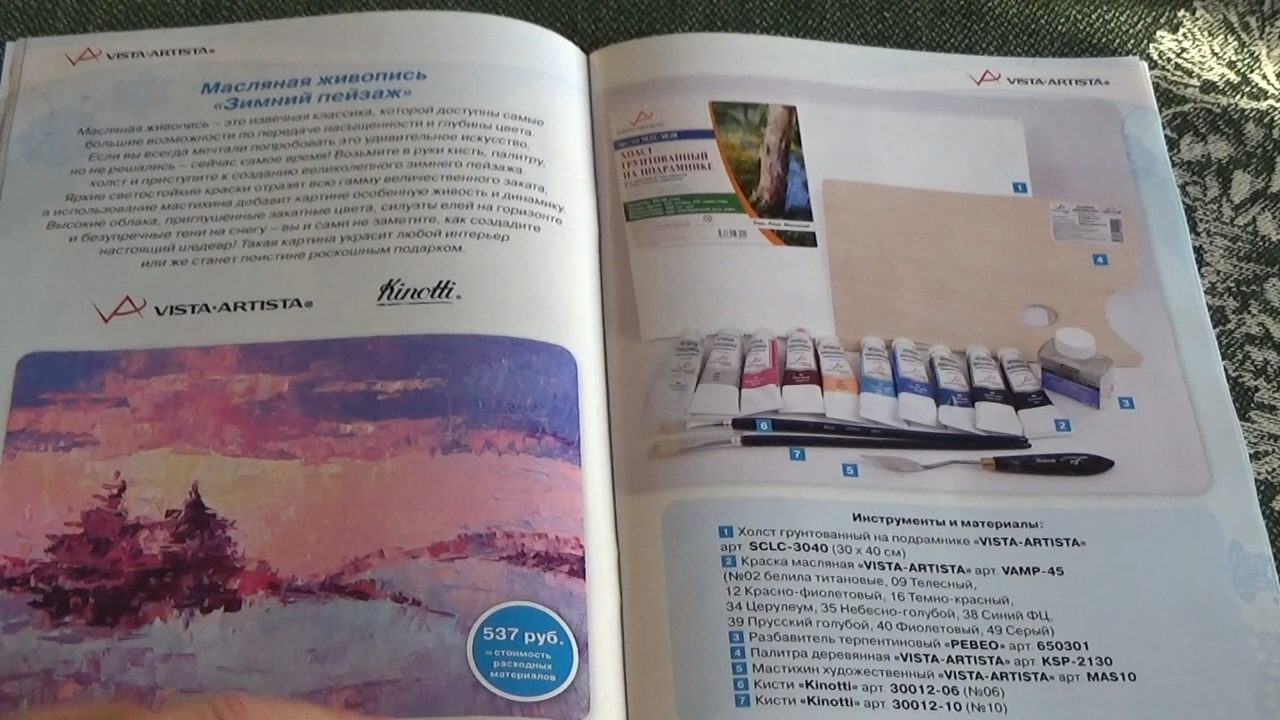 VISTA-ARTISTA®
Масляная живопись
«Зимний пейзаж»
Масляная живопись – это извечная классика, которой доступны самые
большие возможности по передаче насыщенности и глубины цвета.
Если вы всегда мечтали попробовать это удивительное искусство,
но не решались – сейчас самое время! Возьмите в руки кисть, палитру,
холст и приступите к созданию великолепного зимнего пейзажа.
Яркие светостойкие краски отразят всю гамму величественного заката,
а использование мастихина добавит картине особенную живость и динамику.
Высокие облака, приглушенные закатные цвета, силуэты елей на горизонте
и безупречные тени на снегу – вы и сами не заметите, как создадите
настоящий шедевр! Такая картина украсит любой интерьер
или же станет поистине роскошным подарком.
VISTA-ARTISTA®
Kinotti®
537 руб.
≈ стоимость
расходных
материалов
VISTA-ARTISTA®
ХОЛСТ
ГРУНТОВАННЫЙ
НА ПОДРАМНИКЕ
1
4
3
2
6
7
5
Инструменты и материалы:
1 Холст грунтованный на подрамнике «VISTA-ARTISTA»
арт. SCLC-3040 (30 х 40 см)
2 Краска масляная «VISTA-ARTISTA» арт. VAMP-45
(№02 белила титановые, 09 Телесный,
12 Красно-фиолетовый, 16 Темно-красный,
34 Церулеум, 35 Небесно-голубой, 38 Синий ФЦ,
39 Прусский голубой, 40 Фиолетовый, 49 Серый)
3 Разбавитель терпентиновый «PEBEO» арт. 650301
4 Палитра деревянная «VISTA-ARTISTA» арт. KSP-2130
5 Мастихин художественный «VISTA-ARTISTA» арт. MAS10
6 Кисти «Kinotti» арт. 30012-06 (№06)
7 Кисти «Kinotti» арт. 30012-10 (№10)